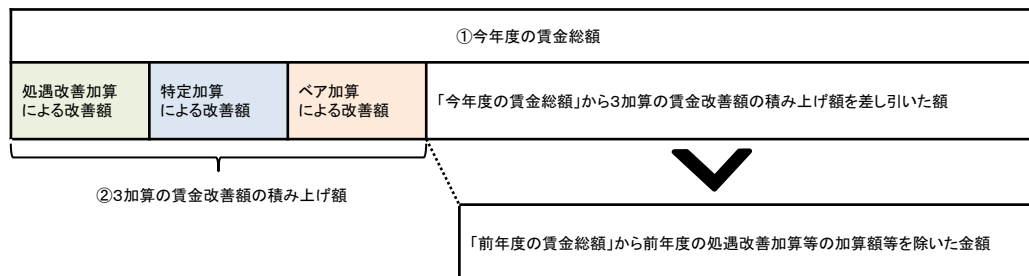 ①今年度の賃金総額
処遇改善加算
による改善額
特定加算
による改善額
ベア加算
による改善額
「今年度の賃金総額」から3加算の賃金改善額の積み上げ額を差し引いた額
②3加算の賃金改善額の積み上げ額
「前年度の賃金総額」から前年度の処遇改善加算等の加算額等を除いた金額